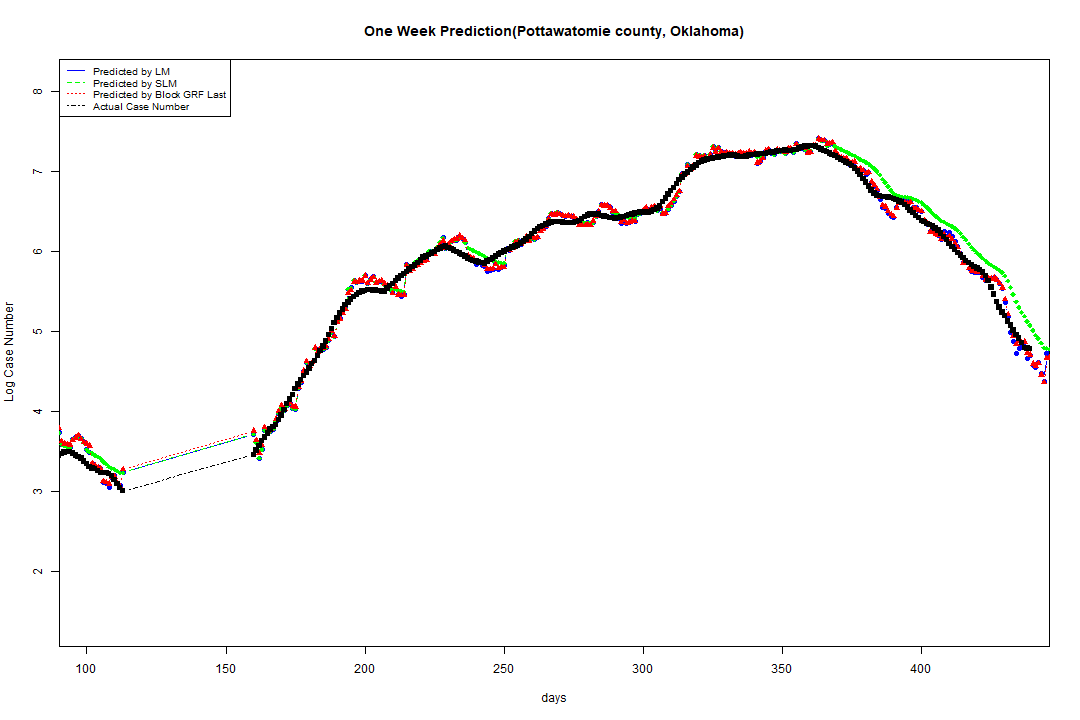 One Week Prediction(Pottawatomie county, Oklahoma)
Predicted by LM
Predicted by SLM
Predicted by Block GRF Last
Actual Case Number
8
7
6
5
4
3
2
Log Case Number
100 150 200 250 300 350 400
days